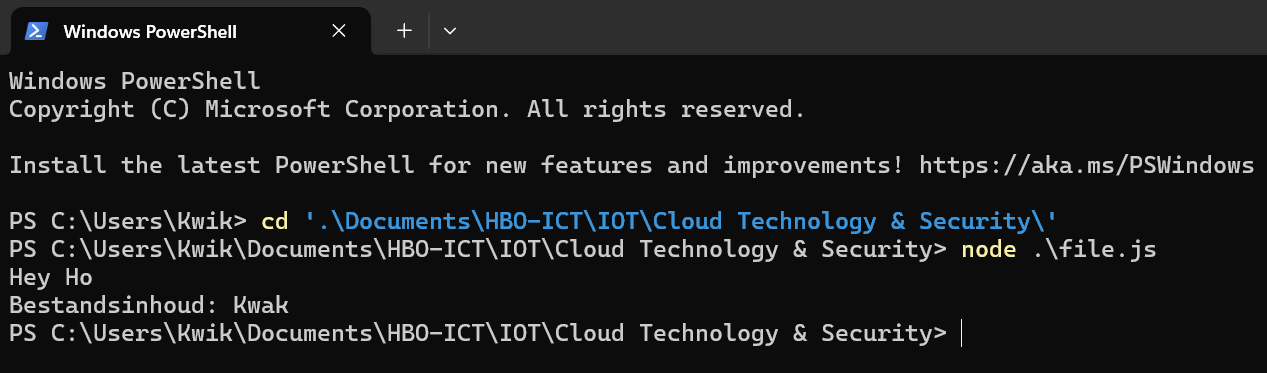 Windows PowerShell
Windows PowerShell
Copyright (C) Microsoft Corporation. All rights reserved.
Install the latest PowerShell for new features and improvements! https://aka.ms/PSWindows
PS C:\Users\Kwik> cd '.\Documents\HBO-ICT\IOT\Cloud Technology & Security\'
PS C:\Users\Kwik\Documents\HBO-ICT\IOT\Cloud Technology & Security> node .\file.js
Hey Ho
Bestandsinhoud: Kwak
PS C:\Users\Kwik\Documents\HBO-ICT\IOT\Cloud Technology & Security>